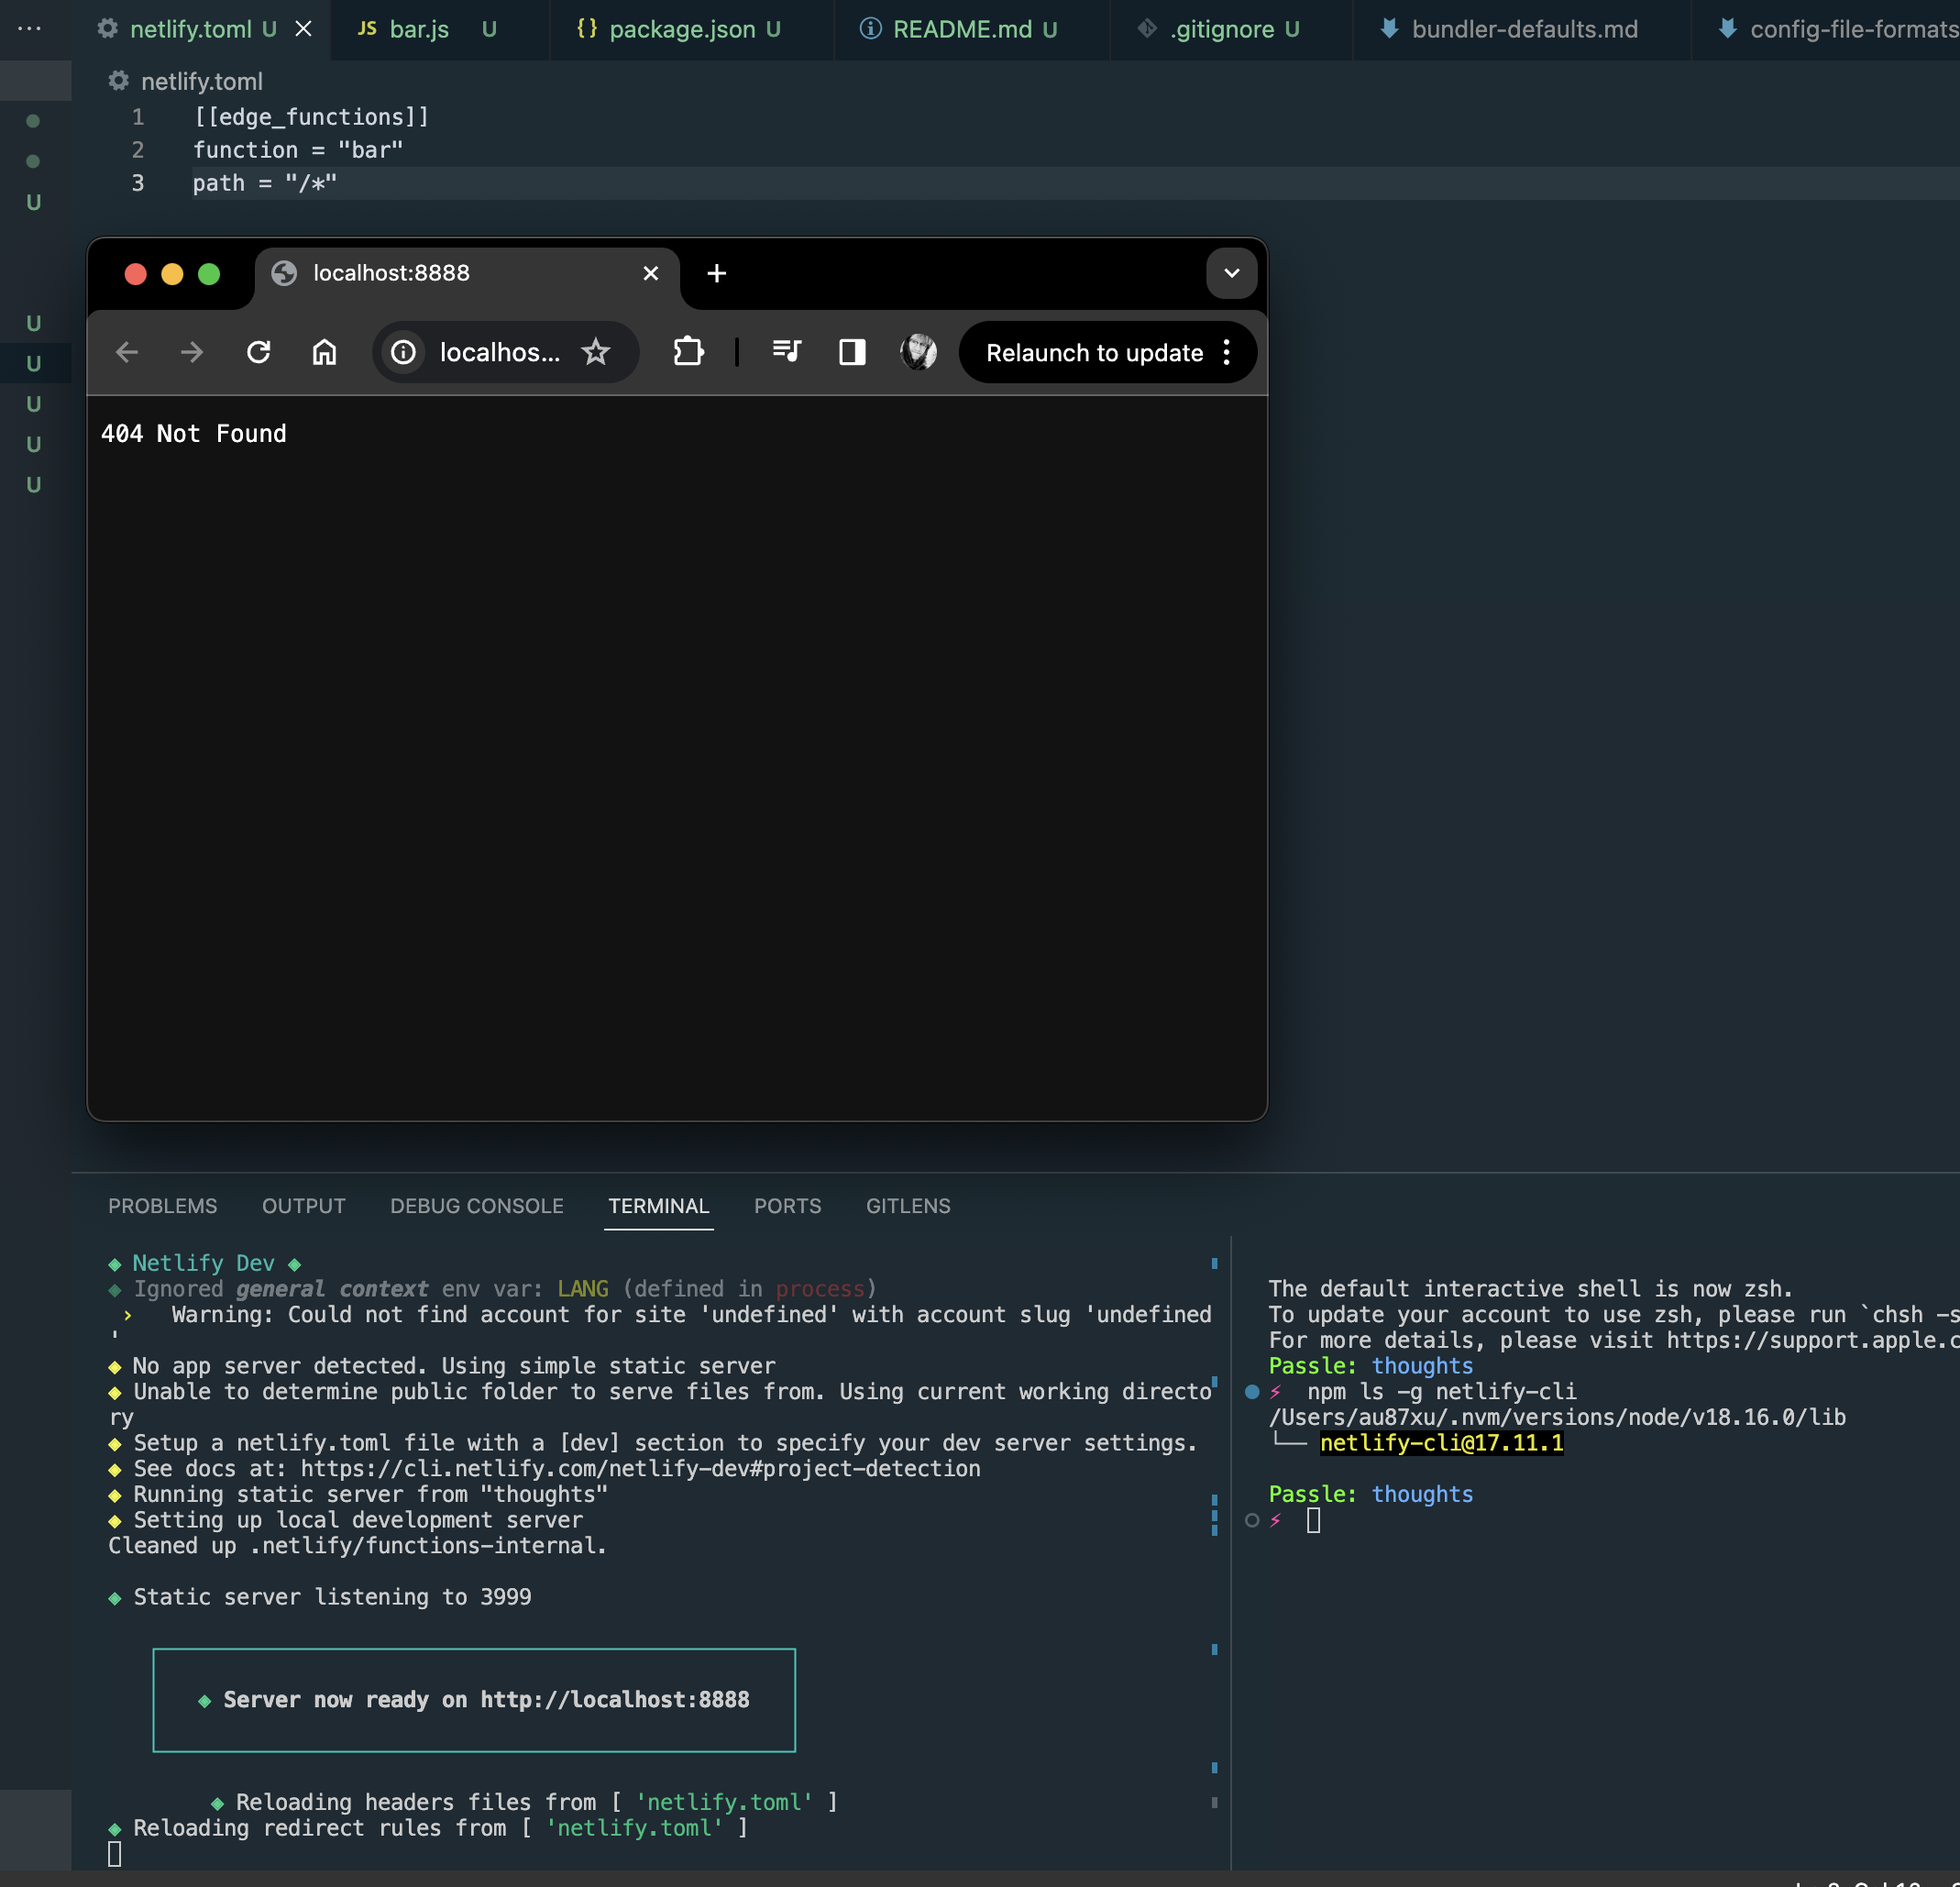 netlify.toml U
JS bar.js U
{} package.json U
README.md U
.gitignore U
bundler-defaults.md
config-file-formats
netlify.toml
1 [[edge_functions]]
2 function = "bar"
3 path = "/*"
U
U
U
U
U
U
localhost:8888
localhos...
Relaunch to update
404 Not Found
PROBLEMS OUTPUT DEBUG CONSOLE TERMINAL PORTS GITLENS
◈ Netlify Dev ◈
◈ Ignored general context env var: LANG (defined in process)
› Warning: Could not find account for site 'undefined' with account slug 'undefined
'
◈ No app server detected. Using simple static server
◈ Unable to determine public folder to serve files from. Using current working directo
ry
◈ Setup a netlify.toml file with a [dev] section to specify your dev server settings.
◈ See docs at: https://cli.netlify.com/netlify-dev#project-detection
◈ Running static server from "thoughts"
◈ Setting up local development server
Cleaned up .netlify/functions-internal.
◈ Static server listening to 3999
◈ Server now ready on http://localhost:8888
◈ Reloading headers files from [ 'netlify.toml' ]
◈ Reloading redirect rules from [ 'netlify.toml' ]
The default interactive shell is now zsh.
To update your account to use zsh, please run `chsh -s
For more details, please visit https://support.apple.c
Passle: thoughts
⚡ npm ls -g netlify-cli
/Users/au87xu/.nvm/versions/node/v18.16.0/lib
└── netlify-cli@17.11.1
Passle: thoughts
⚡